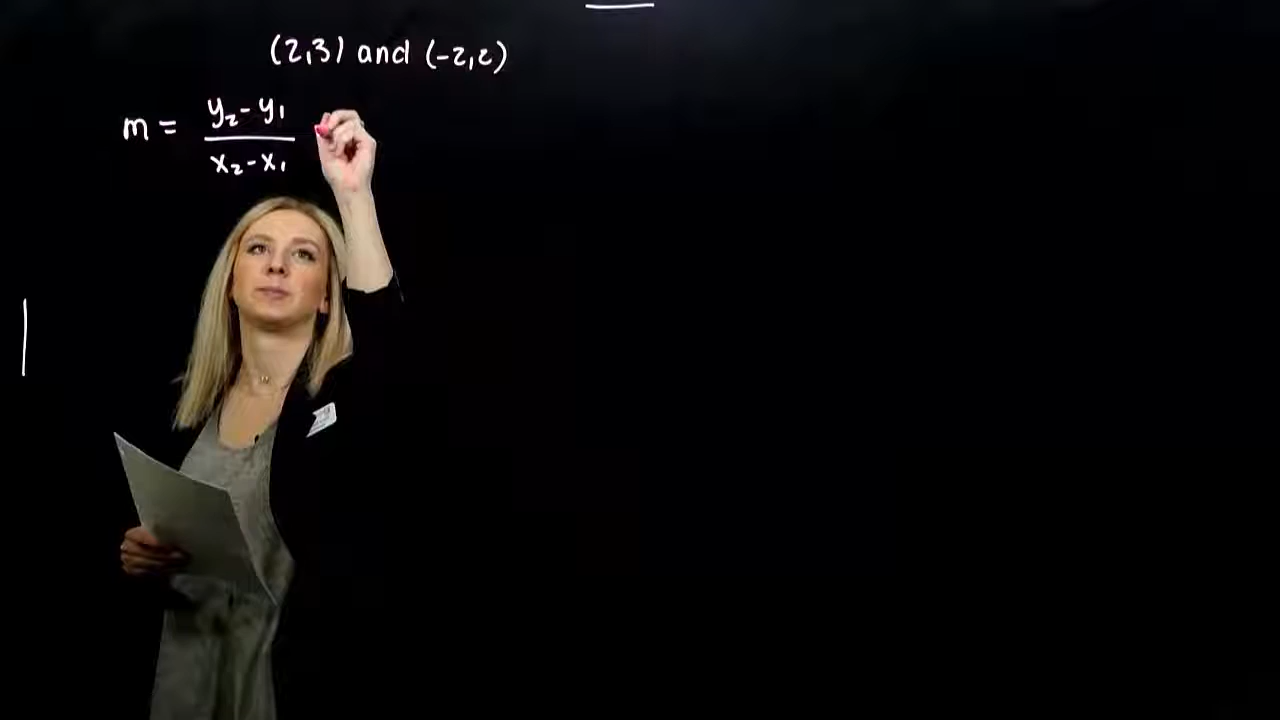 (2,3) and (-2,2)
m = y₂-y₁
x₂-x₁